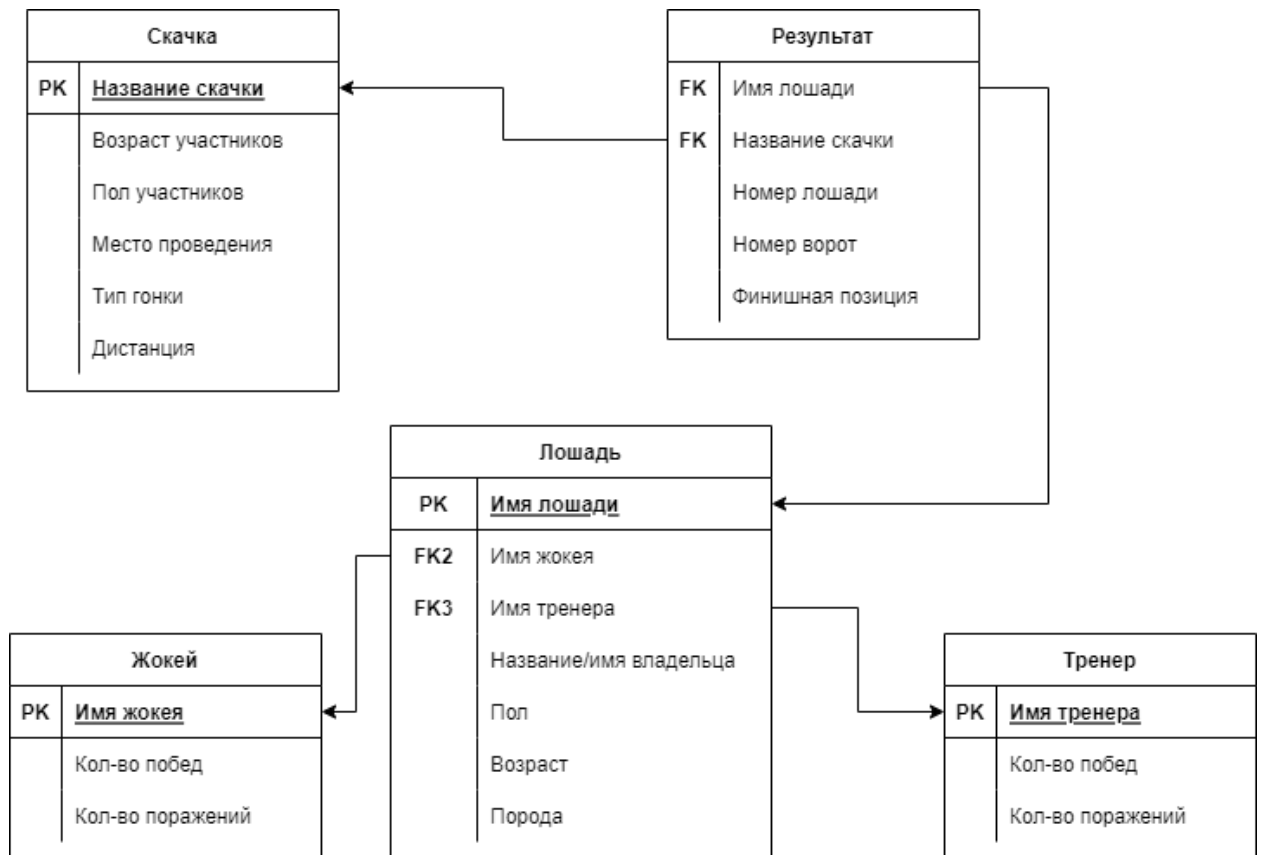 Скачка
PK Название скачки
Возраст участников
Пол участников
Место проведения
Тип гонки
Дистанция
Результат
FK Имя лошади
FK Название скачки
Номер лошади
Номер ворот
Финишная позиция
Лошадь
PK Имя лошади
FK2 Имя жокея
FK3 Имя тренера
Название/имя владельца
Пол
Возраст
Порода
Жокей
PK Имя жокея
Кол-во побед
Кол-во поражений
Тренер
PK Имя тренера
Кол-во побед
Кол-во поражений